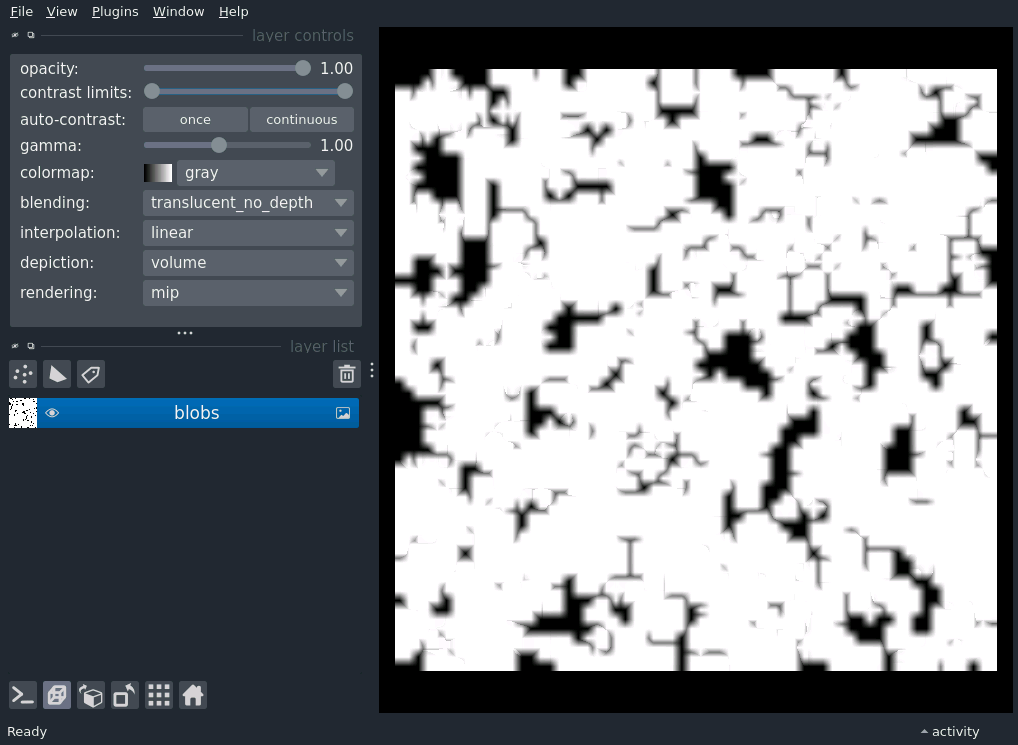 File View Plugins Window Help
layer controls
opacity: 1.00
contrast limits:
auto-contrast: once continuous
gamma: 1.00
colormap: gray
blending: translucent_no_depth
interpolation: linear
depiction: volume
rendering: mip
layer list
blobs
Ready
activity